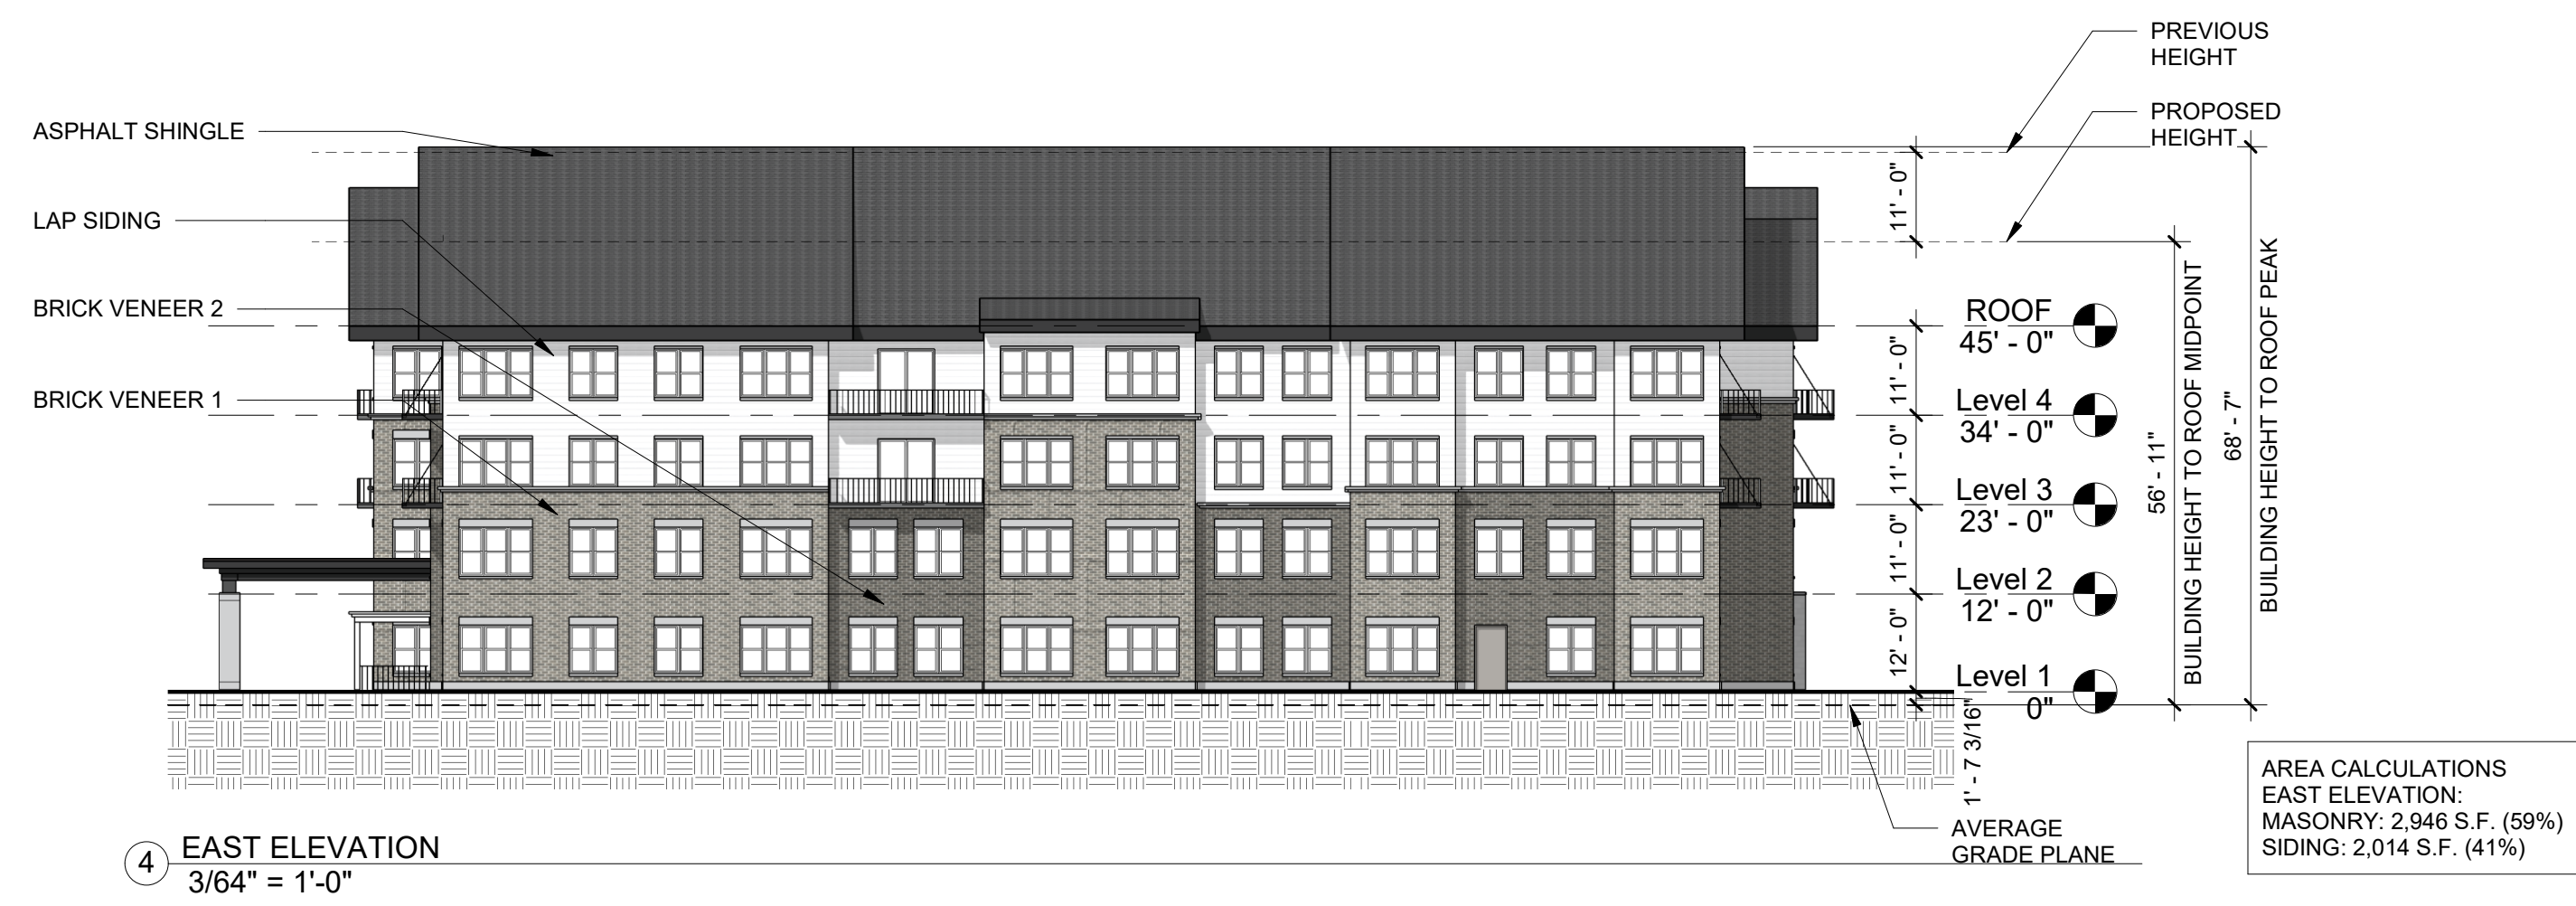 PREVIOUS
HEIGHT
PROPOSED
HEIGHT
ASPHALT SHINGLE
LAP SIDING
BRICK VENEER 2
BRICK VENEER 1
11' - 0"
ROOF
45' - 0"
11' - 0"
Level 4
34' - 0"
11' - 0"
Level 3
23' - 0"
11' - 0"
Level 2
12' - 0"
12' - 0"
Level 1
0"
1' - 7 3/16"
56' - 11"
BUILDING HEIGHT TO ROOF MIDPOINT
68' - 7"
BUILDING HEIGHT TO ROOF PEAK
AVERAGE
GRADE PLANE
AREA CALCULATIONS
EAST ELEVATION:
MASONRY: 2,946 S.F. (59%)
SIDING: 2,014 S.F. (41%)
4
EAST ELEVATION
3/64" = 1'-0"